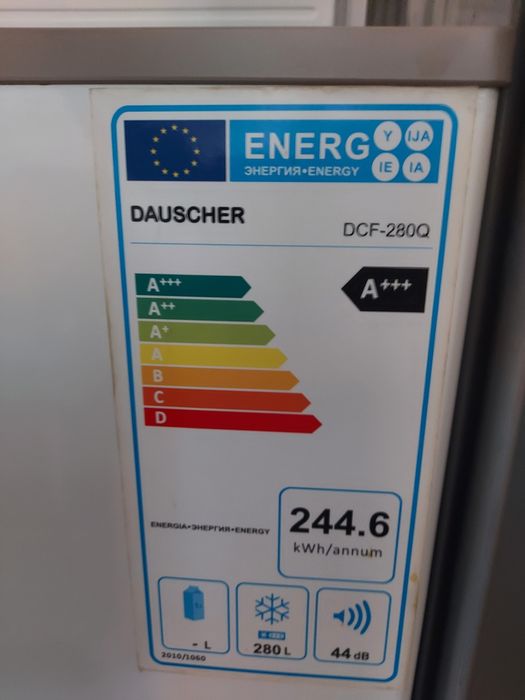 ENERG Y IJA
ЭНЕРГИЯ•ENERGY IE IA
DAUSCHER
DCF-280Q
A+++
A+++
A++
A+
A
B
C
D
ENERGIA•ЭНЕРГИЯ•ENERGY
244.6
kWh/annum
- L
280 L
44 dB
2010/1060